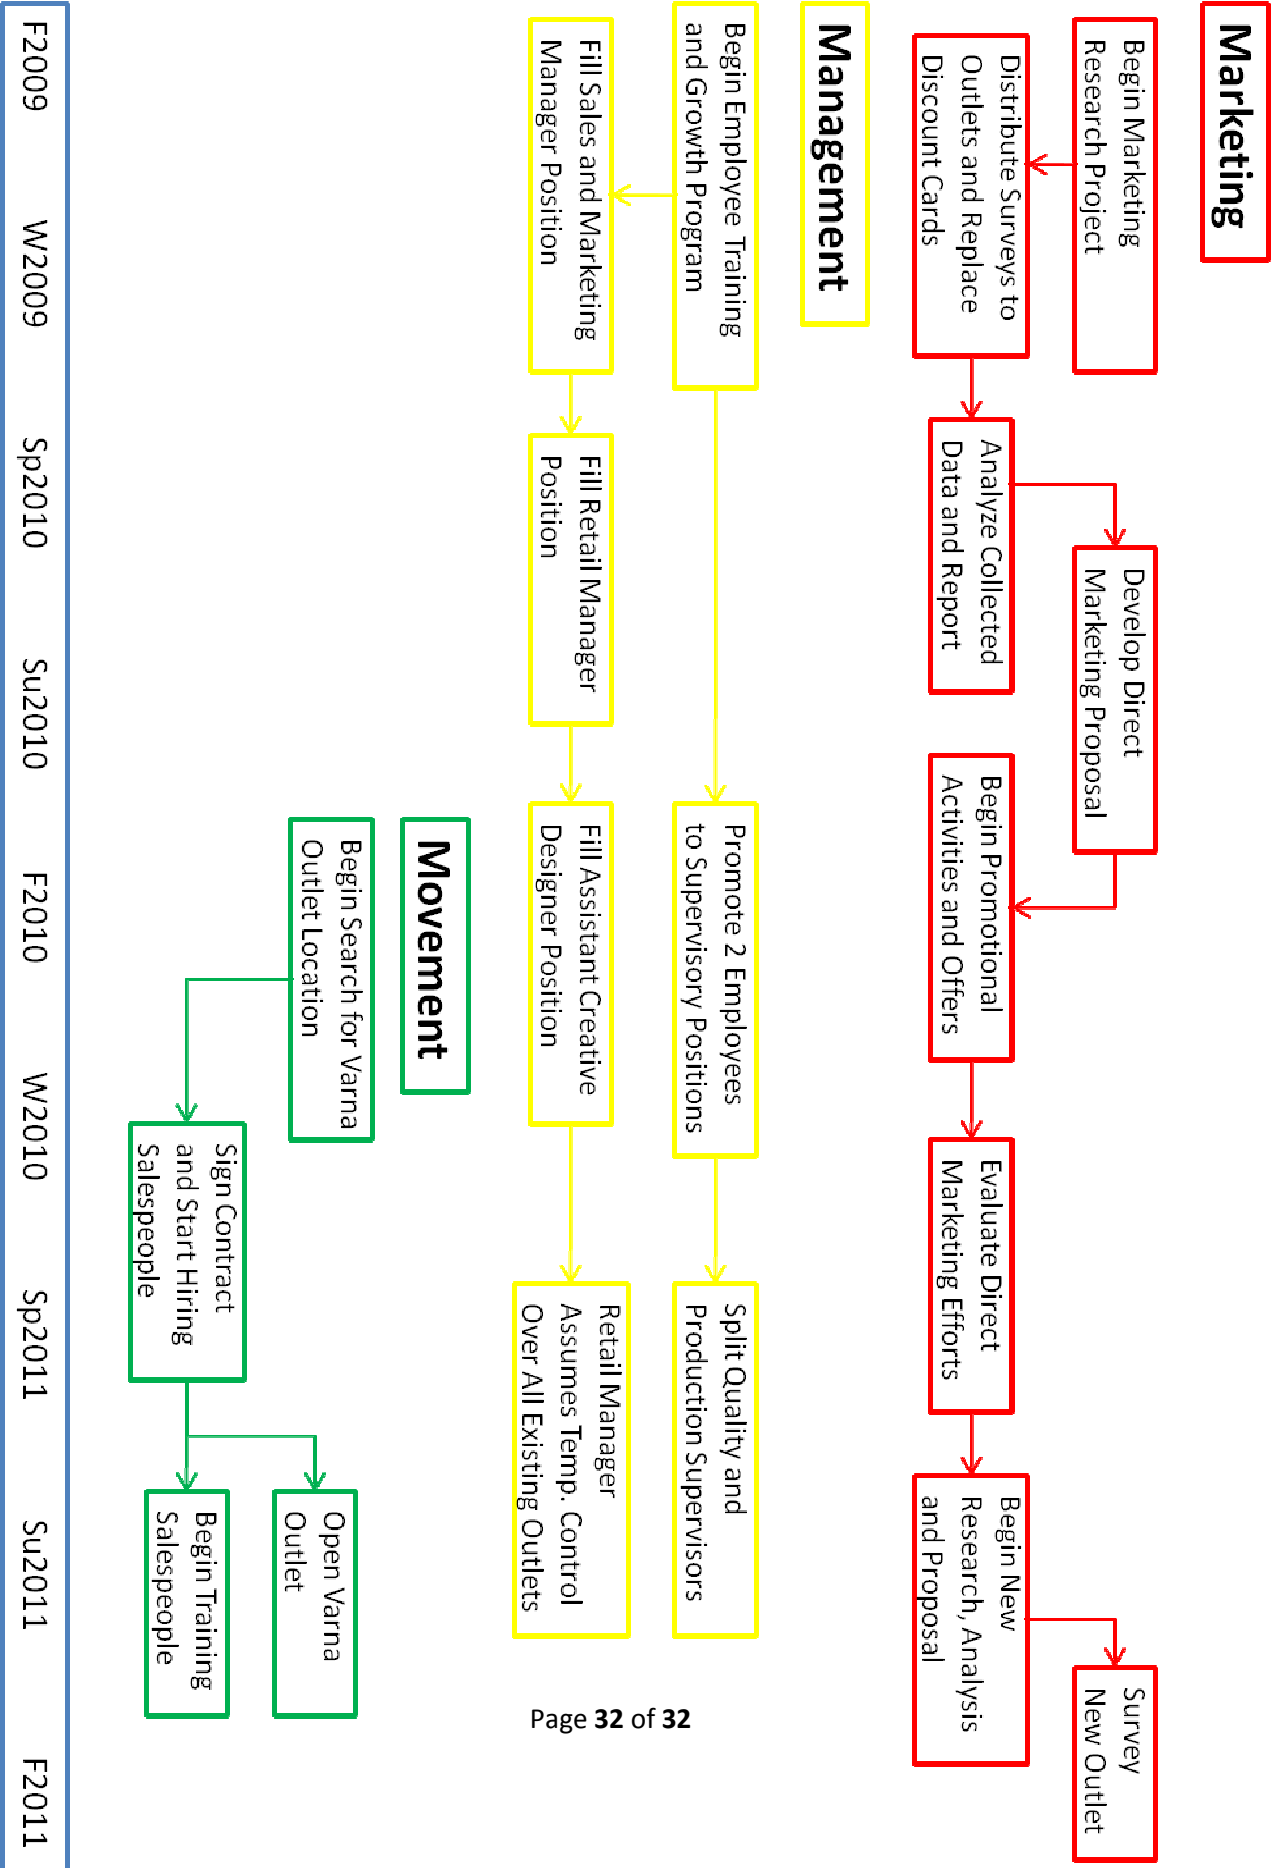 Marketing
Begin Marketing
Research Project
Distribute Surveys to
Outlets and Replace
Discount Cards
Analyze Collected
Data and Report
Develop Direct
Marketing Proposal
Begin Promotional
Activities and Offers
Evaluate Direct
Marketing Efforts
Begin New
Research, Analysis
and Proposal
Survey
New Outlet
Management
Begin Employee Training
and Growth Program
Promote 2 Employees
to Supervisory Positions
Split Quality and
Production Supervisors
Fill Sales and Marketing
Manager Position
Fill Retail Manager
Position
Fill Assistant Creative
Designer Position
Retail Manager
Assumes Temp. Control
Over All Existing Outlets
Movement
Begin Search for Varna
Outlet Location
Sign Contract
and Start Hiring
Salespeople
Open Varna
Outlet
Begin Training
Salespeople
F2009 W2009 Sp2010 Su2010 F2010 W2010 Sp2011 Su2011 F2011
Page 32 of 32